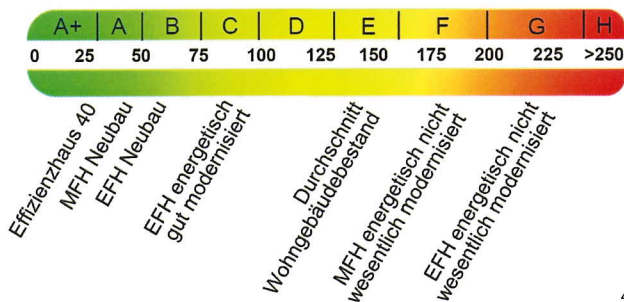 A+ A B C D E F G H
0 25 50 75 100 125 150 175 200 225 >250
Effizienzhaus 40
MFH Neubau
EFH Neubau
EFH energetisch
gut modernisiert
Durchschnitt
Wohngebäudebestand
MFH energetisch nicht
wesentlich modernisiert
EFH energetisch nicht
wesentlich modernisiert